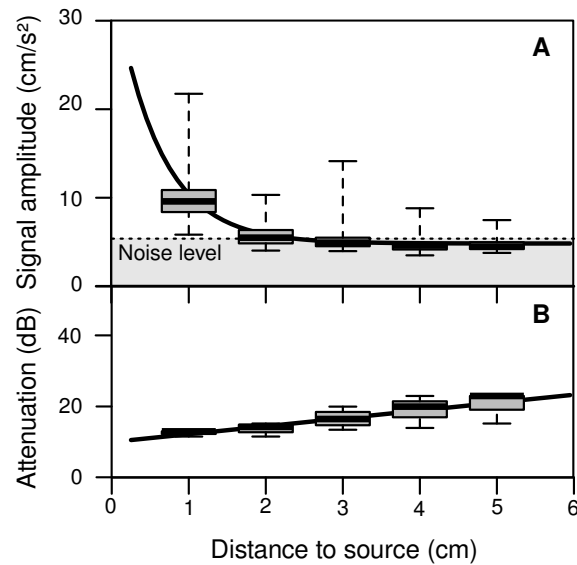 30
A
20
10
0
Signal amplitude (cm/s²)
Noise level
B
40
20
0
Attenuation (dB)
0 1 2 3 4 5 6
Distance to source (cm)